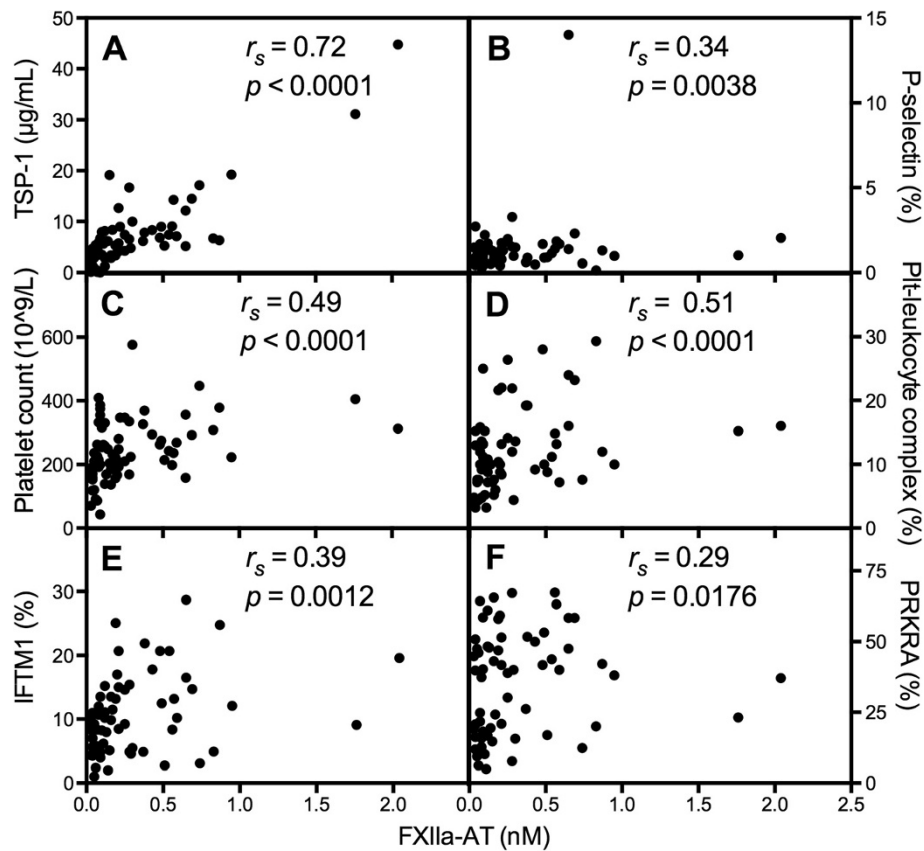 A
r_s = 0.72
p < 0.0001
TSP-1 (µg/mL)
50
40
30
20
10
0
B
r_s = 0.34
p = 0.0038
P-selectin (%)
15
10
5
0
C
r_s = 0.49
p < 0.0001
Platelet count (10^9/L)
600
400
200
0
D
r_s = 0.51
p < 0.0001
Plt-leukocyte complex (%)
30
20
10
0
E
r_s = 0.39
p = 0.0012
IFTM1 (%)
30
20
10
0
0.0 0.5 1.0 1.5 2.0
F
r_s = 0.29
p = 0.0176
PRKRA (%)
75
50
25
0
0.0 0.5 1.0 1.5 2.0 2.5
FXIIa-AT (nM)